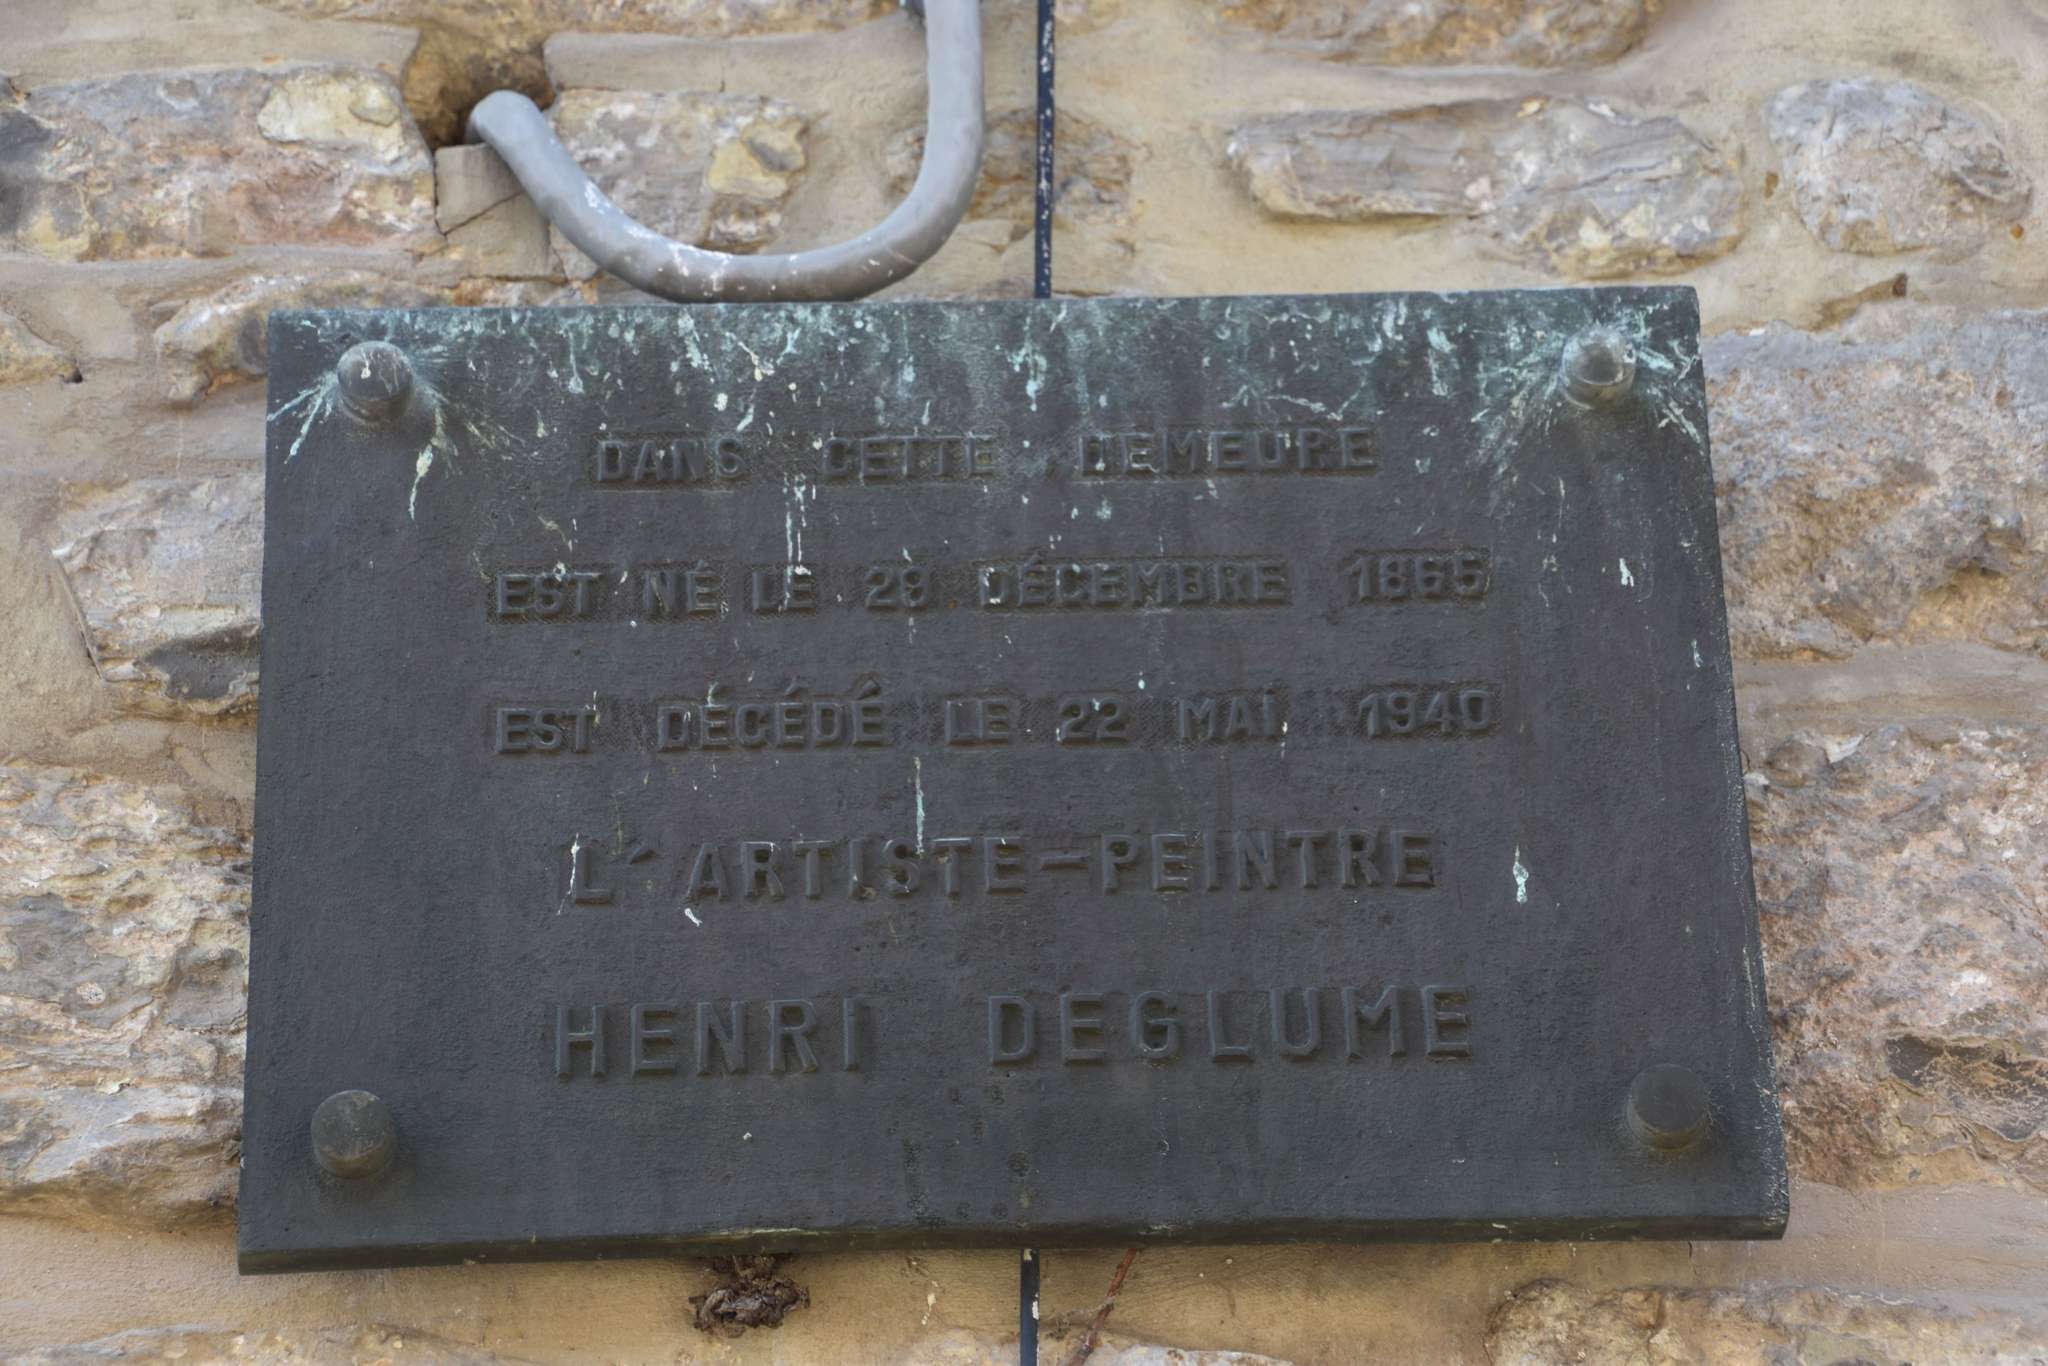 DANS CETTE DEMEURE
EST NÉ LE 29 DÉCEMBRE 1865
EST DÉCÉDÉ LE 22 MAI 1940
L'ARTISTE-PEINTRE
HENRI DEGLUME